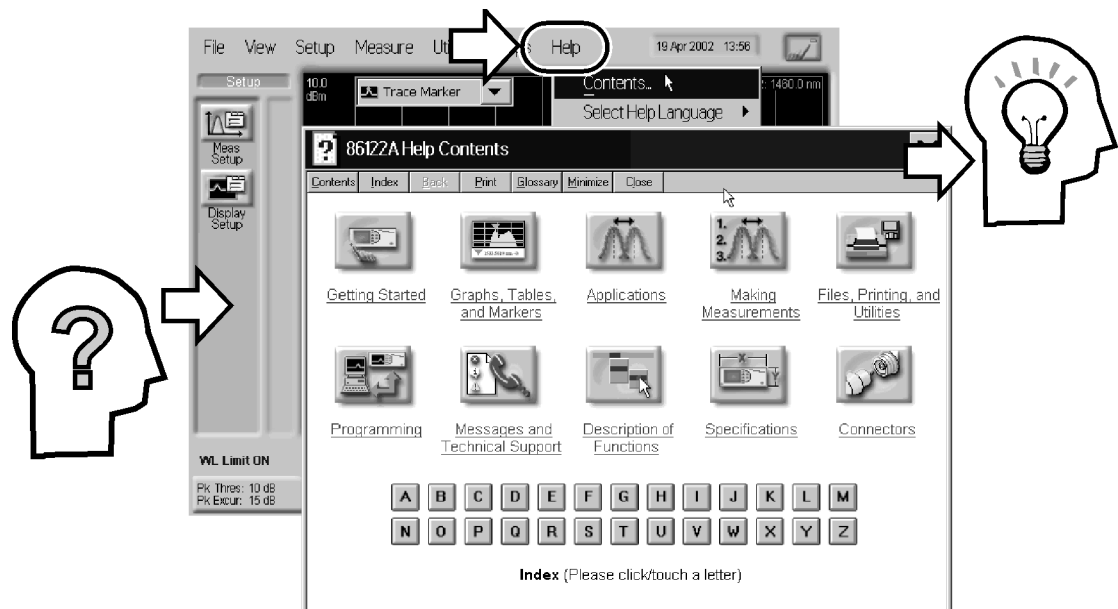 File View Setup Measure Help
19 Apr 2002 13:56
Setup
10.0
dBm
Trace Marker
Contents...
1460.0 nm
Select Help Language
Meas
Setup
Display
Setup
? 86122A Help Contents
Contents Index Back Print Glossary Minimize Close
Getting Started
Graphs, Tables,
and Markers
Applications
1.
2.
3.
Making
Measurements
Files, Printing, and
Utilities
?
Programming
Messages and
Technical Support
Description of
Functions
Specifications
Connectors
WL Limit ON
Pk Thres: 10 dB
Pk Excur: 15 dB
A B C D E F G H I J K L M
N O P Q R S T U V W X Y Z
Index (Please click/touch a letter)